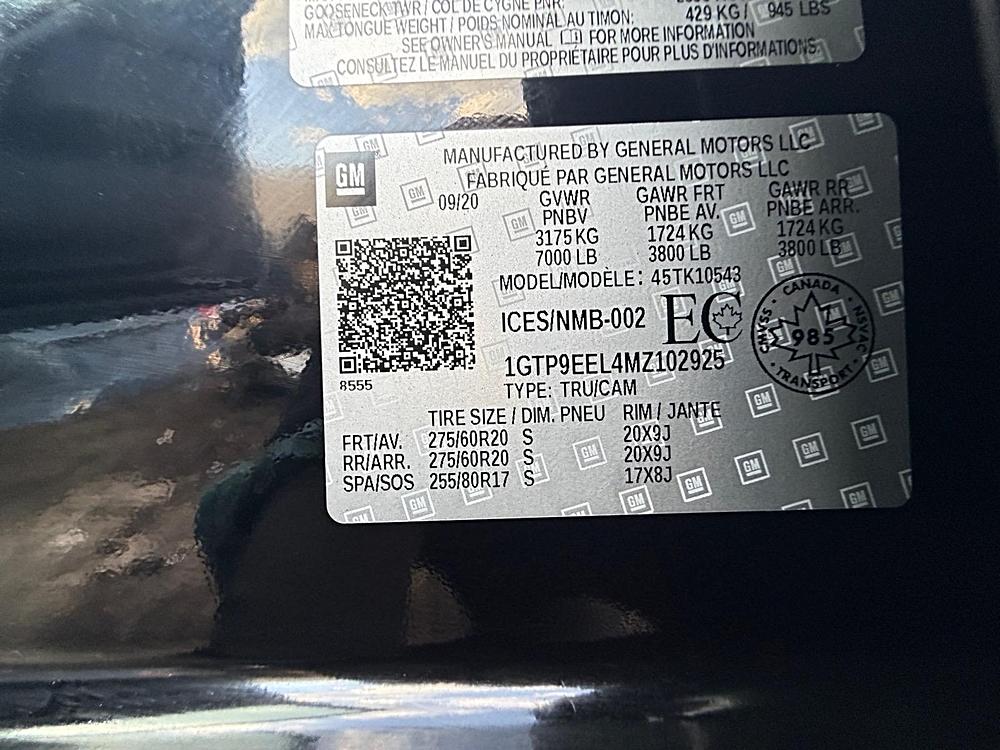 GOOSENECK TWR / COL DE CYGNE PNR:
MAX TONGUE WEIGHT / POIDS NOMINAL AU TIMON: 429 KG / 945 LBS
SEE OWNER'S MANUAL FOR MORE INFORMATION
CONSULTEZ LE MANUEL DU PROPRIÉTAIRE POUR PLUS D'INFORMATIONS.
GM
MANUFACTURED BY GENERAL MOTORS LLC
FABRIQUÉ PAR GENERAL MOTORS LLC
09/20 GVWR GAWR FRT GAWR RR
PNBV PNBE AV. PNBE ARR.
3175 KG 1724 KG 1724 KG
7000 LB 3800 LB 3800 LB
MODEL/MODÈLE: 45TK10543
ICES/NMB-002 EC
CANADA
CMVSS 985 NSVAC
TRANSPORT
1GTP9EEL4MZ102925
8555
TYPE: TRU/CAM
TIRE SIZE / DIM. PNEU RIM / JANTE
FRT/AV. 275/60R20 S 20X9J
RR/ARR. 275/60R20 S 20X9J
SPA/SOS 255/80R17 S 17X8J